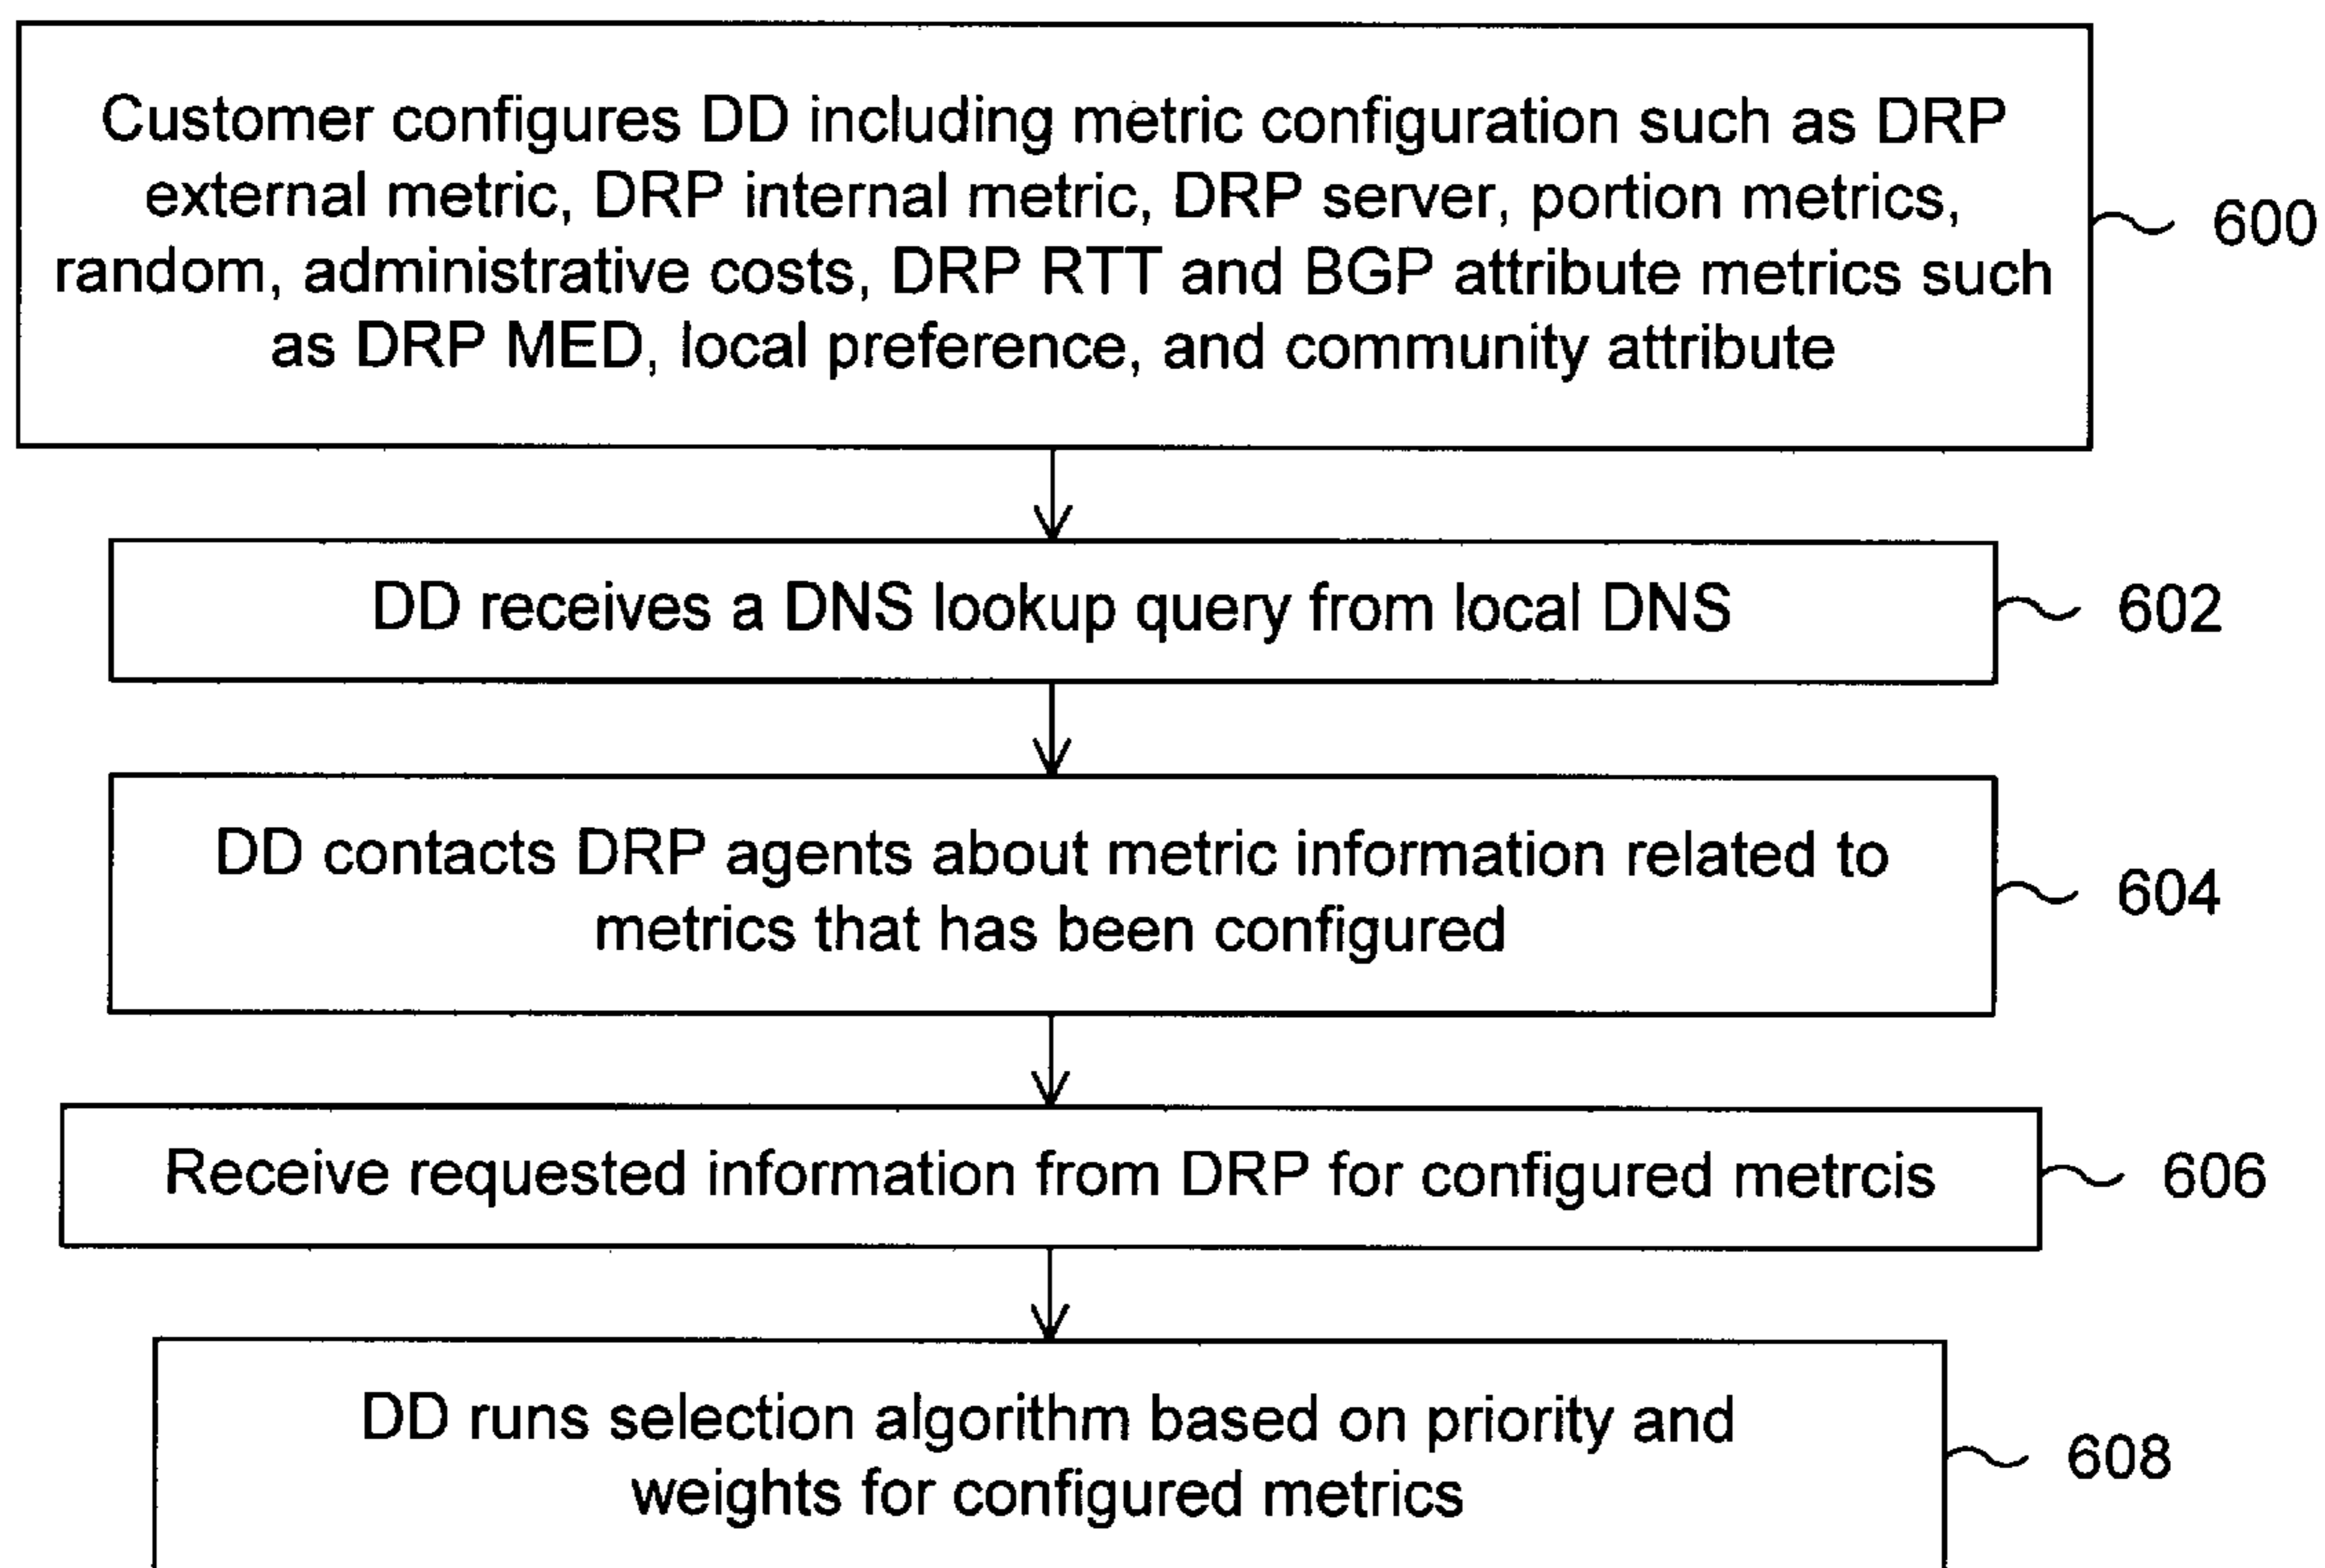 Customer configures DD including metric configuration such as DRP
external metric, DRP internal metric, DRP server, portion metrics,
random, administrative costs, DRP RTT and BGP attribute metrics such
as DRP MED, local preference, and community attribute
600
DD receives a DNS lookup query from local DNS
602
DD contacts DRP agents about metric information related to
metrics that has been configured
604
Receive requested information from DRP for configured metrcis
606
DD runs selection algorithm based on priority and
weights for configured metrics
608